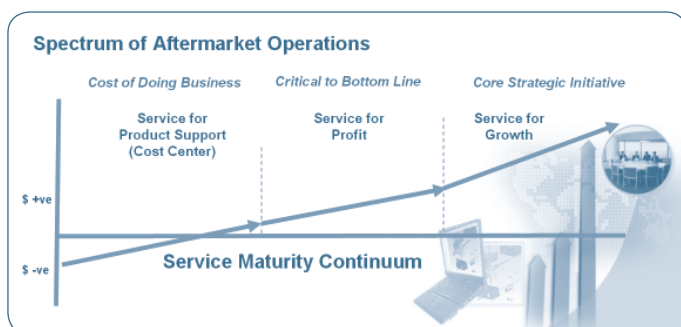 Spectrum of Aftermarket Operations
Cost of Doing Business
Critical to Bottom Line
Core Strategic Initiative
Service for
Product Support
(Cost Center)
Service for
Profit
Service for
Growth
$ +ve
$ -ve
Service Maturity Continuum